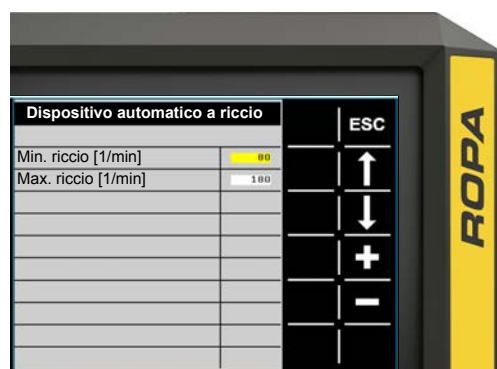 Dispositivo automatico a riccio
ESC
Min. riccio [1/min] 80
Max. riccio [1/min] 180
+
-
ROPA